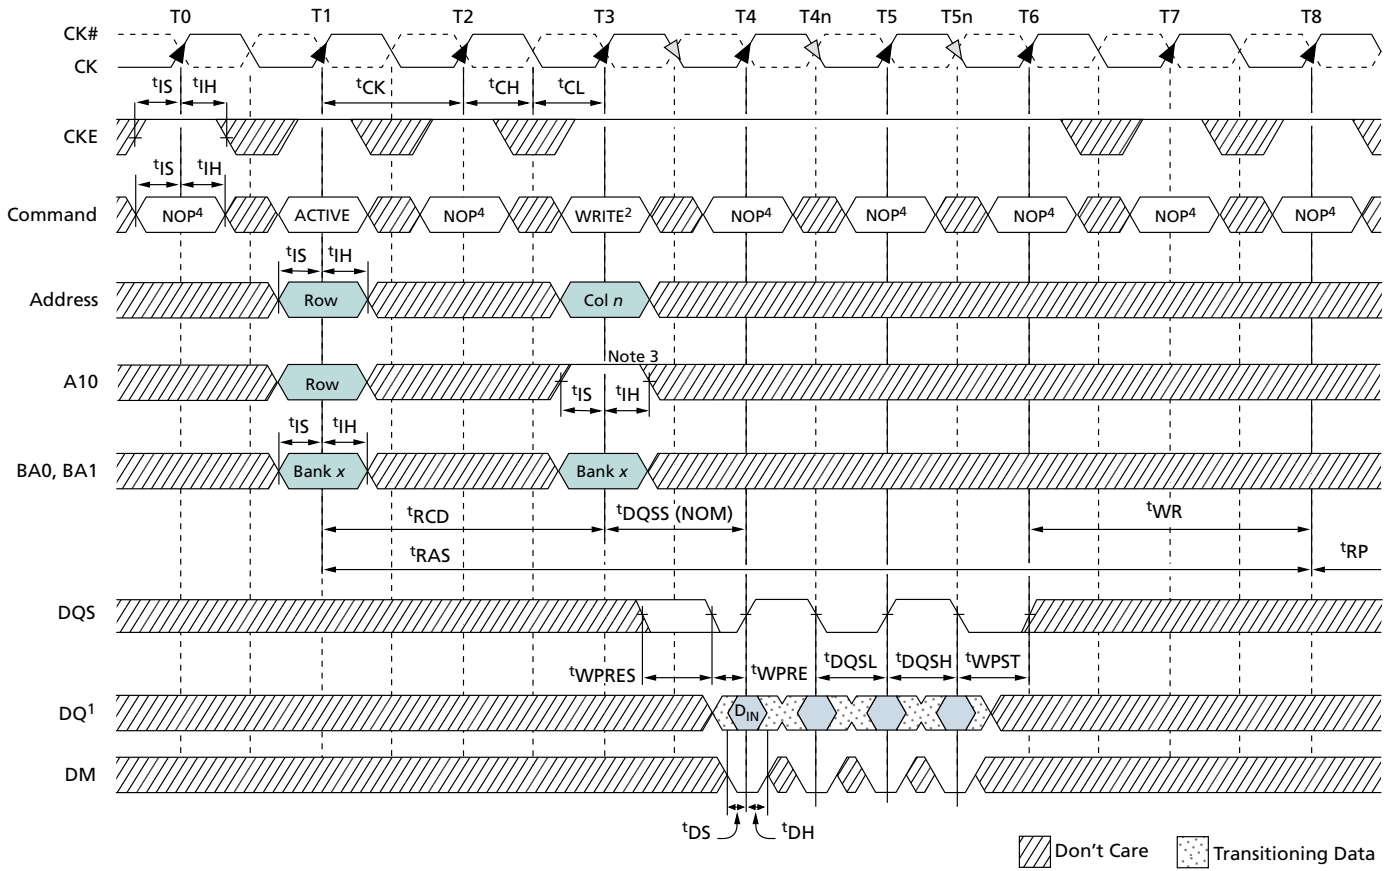 T0 T1 T2 T3 T4 T4n T5 T5n T6 T7 T8
CK#
CK
tIS tIH tCK tCH tCL
CKE
tIS tIH
Command NOP4 ACTIVE NOP4 WRITE2 NOP4 NOP4 NOP4 NOP4 NOP4
tIS tIH
Address Row Col n
Note 3
A10 Row
tIS tIH
tIS tIH
BA0, BA1 Bank x Bank x
tRCD tDQSS (NOM) tWR
tRAS tRP
DQS
tWPRES tWPRE tDQSL tDQSH tWPST
DQ1 DIN
DM
tDS tDH
Don't Care Transitioning Data